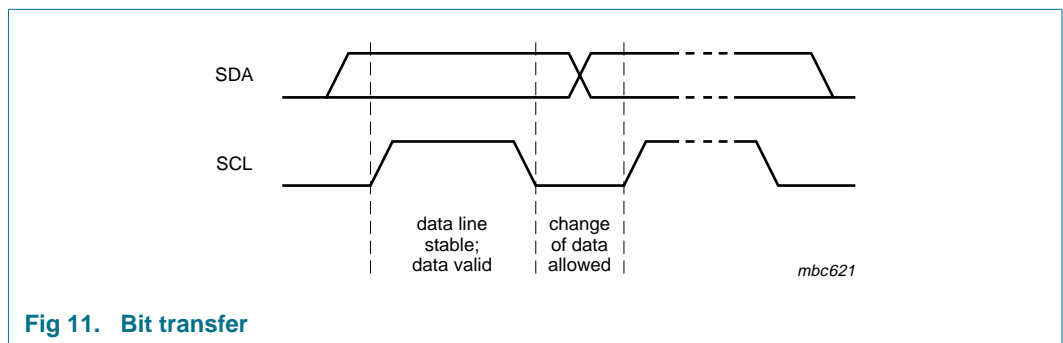 SDA
SCL
data line
stable;
data valid
change
of data
allowed
mbc621
Fig 11. Bit transfer